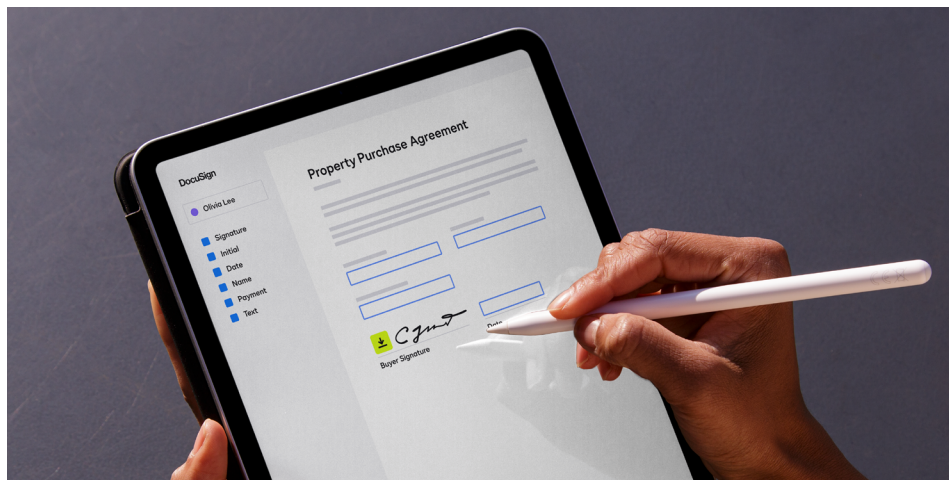 DocuSign
Olivia Lee
Signature
Initial
Date
Name
Payment
Text
Property Purchase Agreement
Buyer Signature
Date